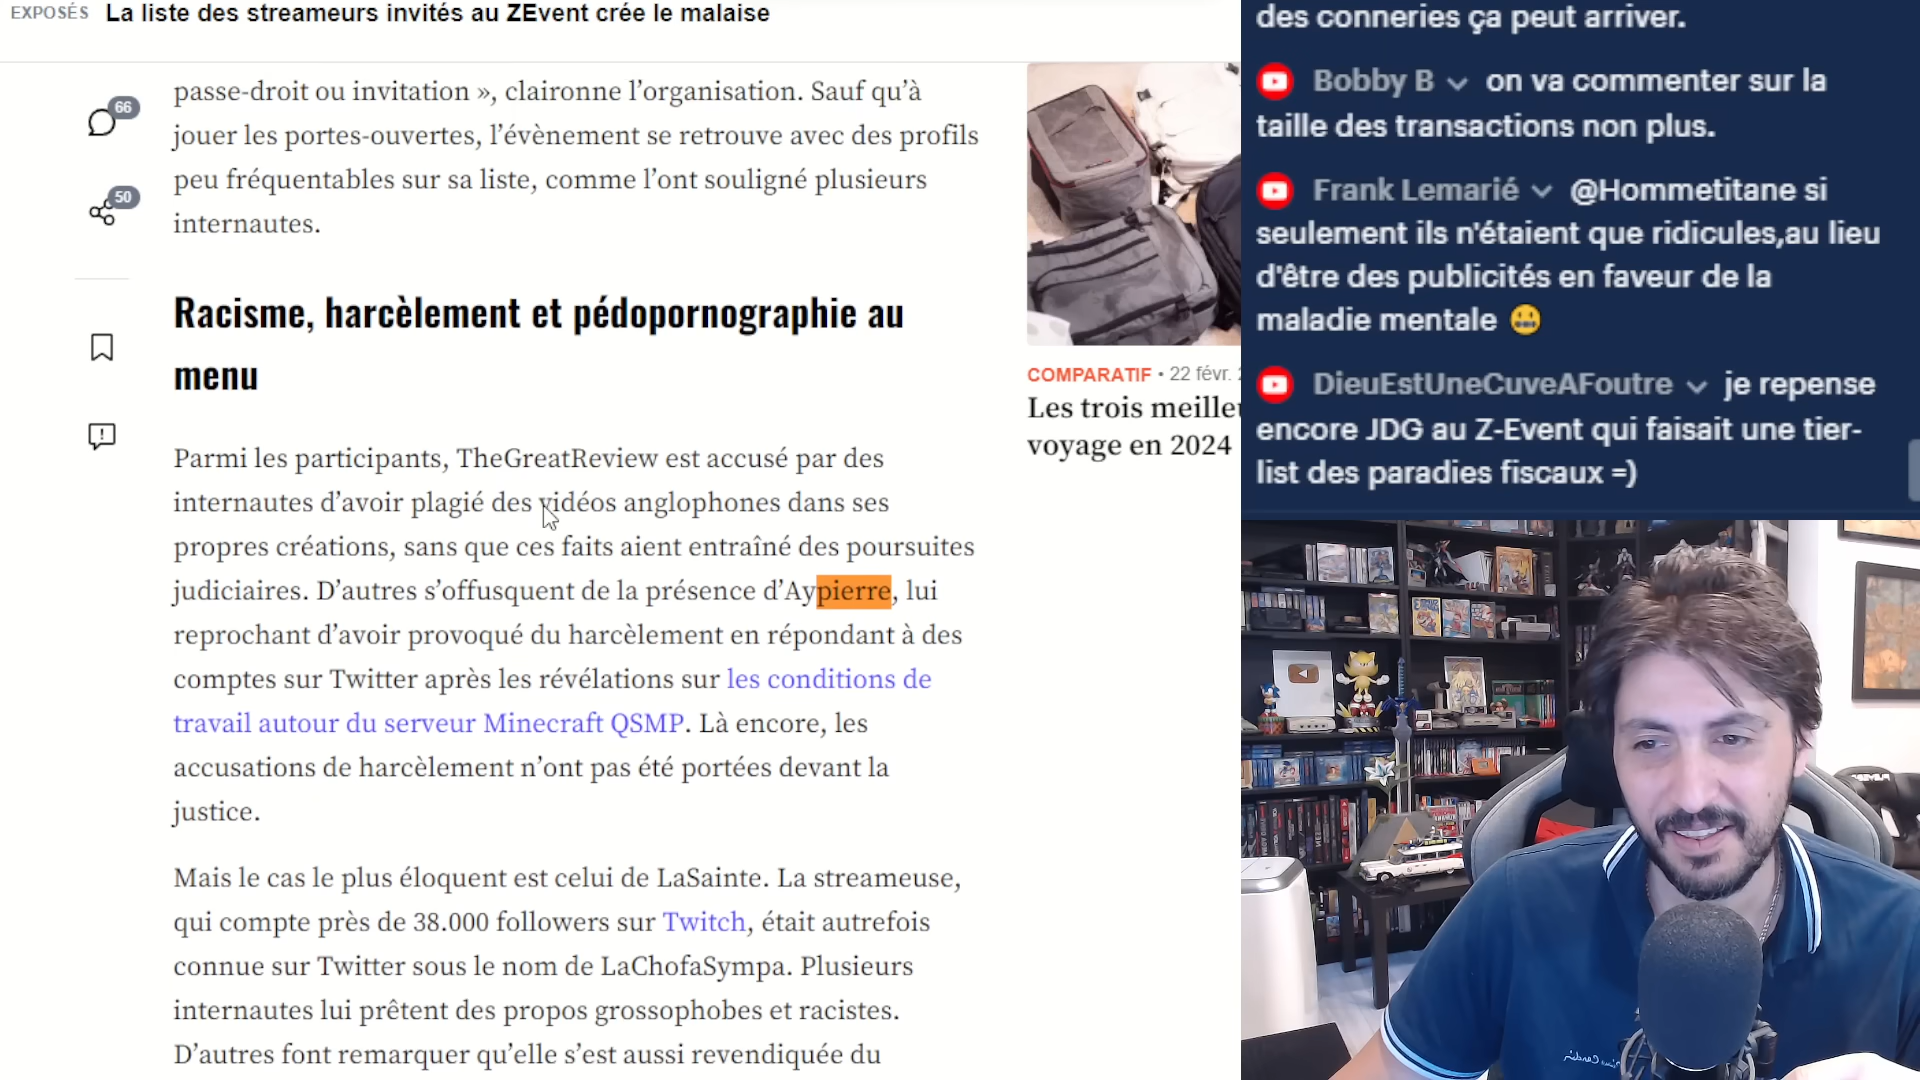 EXPOSÉS La liste des streameurs invités au ZEvent crée le malaise
66
50
passe-droit ou invitation », claironne l’organisation. Sauf qu’à
jouer les portes-ouvertes, l’évènement se retrouve avec des profils
peu fréquentables sur sa liste, comme l’ont souligné plusieurs
internautes.
Racisme, harcèlement et pédopornographie au
menu
Parmi les participants, TheGreatReview est accusé par des
internautes d’avoir plagié des vidéos anglophones dans ses
propres créations, sans que ces faits aient entraîné des poursuites
judiciaires. D’autres s’offusquent de la présence d’Aypierre, lui
reprochant d’avoir provoqué du harcèlement en répondant à des
comptes sur Twitter après les révélations sur les conditions de
travail autour du serveur Minecraft QSMP. Là encore, les
accusations de harcèlement n’ont pas été portées devant la
justice.
Mais le cas le plus éloquent est celui de LaSainte. La streameuse,
qui compte près de 38.000 followers sur Twitch, était autrefois
connue sur Twitter sous le nom de LaChofaSympa. Plusieurs
internautes lui prêtent des propos grossophobes et racistes.
D’autres font remarquer qu’elle s’est aussi revendiquée du
COMPARATIF • 22 févr.
Les trois
voyage en 2024
des conneries ça peut arriver.
Bobby B on va commenter sur la
taille des transactions non plus.
Frank Lemarié @Hommetitane si
seulement ils n'étaient que ridicules,au lieu
d'être des publicités en faveur de la
maladie mentale 😬
DieuEstUneCuveAFoutre je repense
encore JDG au Z-Event qui faisait une tier-
list des paradies fiscaux =)